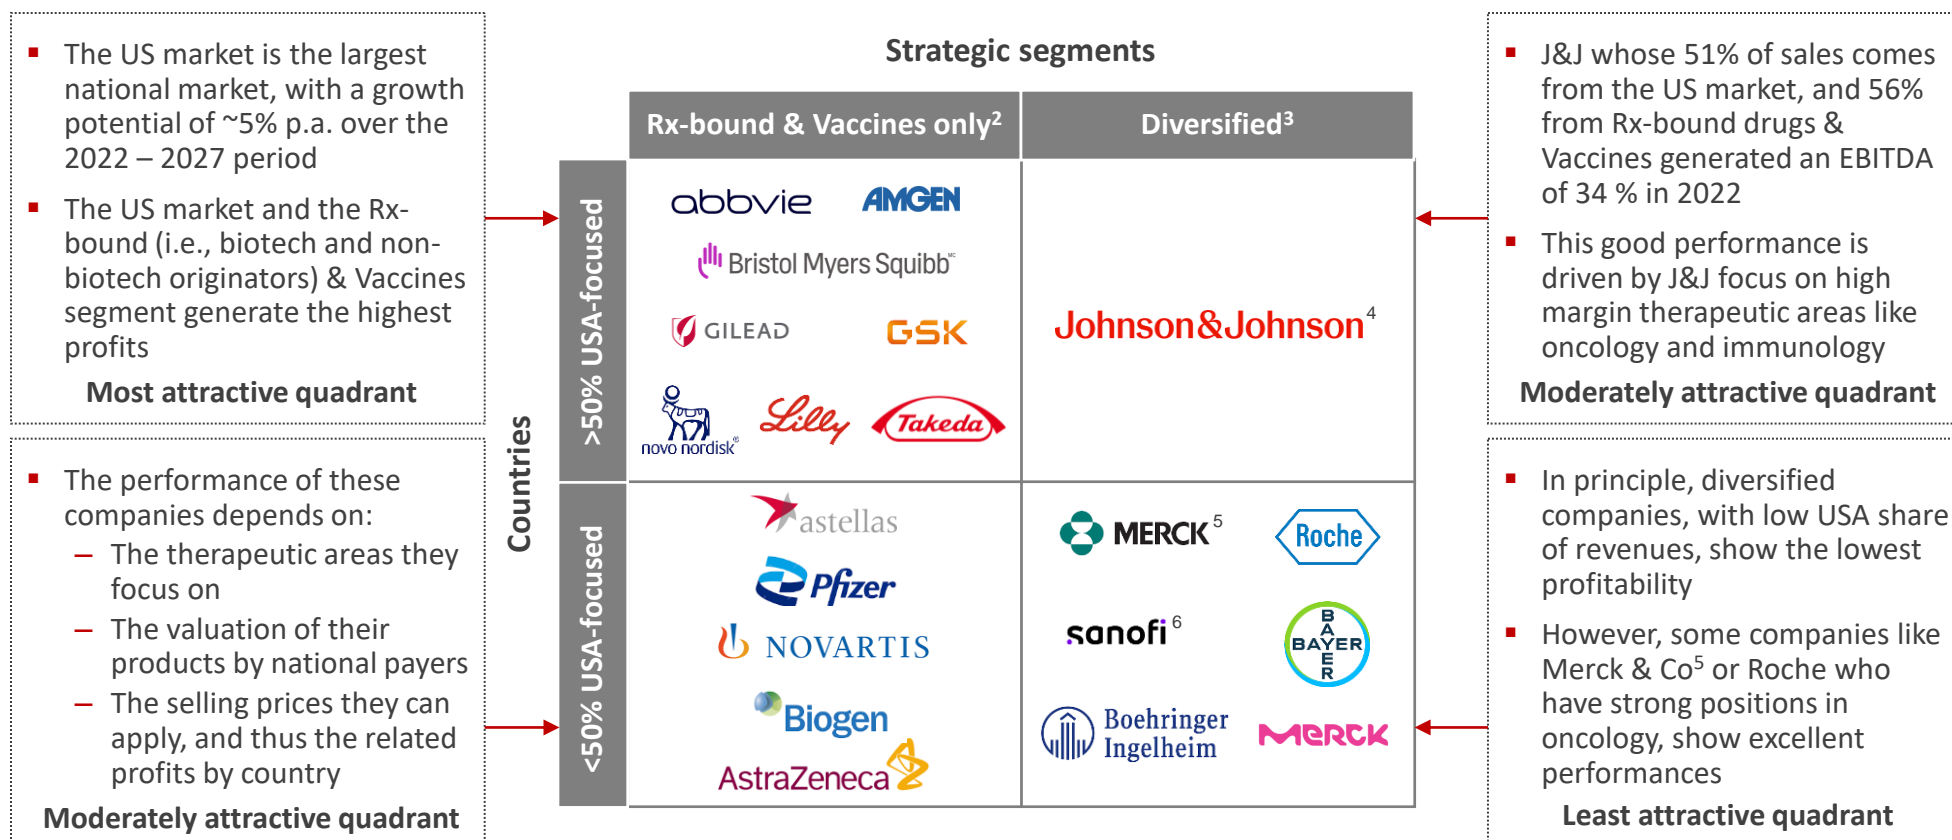 ▪ The US market is the largest
national market, with a growth
potential of ~5% p.a. over the
2022 – 2027 period
▪ The US market and the Rx-
bound (i.e., biotech and non-
biotech originators) & Vaccines
segment generate the highest
profits
Most attractive quadrant
▪ The performance of these
companies depends on:
– The therapeutic areas they
focus on
– The valuation of their
products by national payers
– The selling prices they can
apply, and thus the related
profits by country
Moderately attractive quadrant
Strategic segments
Rx-bound & Vaccines only2
Diversified3
Countries
>50% USA-focused
abbvie
AMGEN
Bristol Myers Squibb
GILEAD
GSK
novo nordisk®
Lilly
Takeda
Johnson&Johnson4
<50% USA-focused
astellas
Pfizer
NOVARTIS
Biogen
AstraZeneca
MERCK5
Roche
sanofi6
BAYER
BAYER
Boehringer
Ingelheim
MERCK
▪ J&J whose 51% of sales comes
from the US market, and 56%
from Rx-bound drugs &
Vaccines generated an EBITDA
of 34 % in 2022
▪ This good performance is
driven by J&J focus on high
margin therapeutic areas like
oncology and immunology
Moderately attractive quadrant
▪ In principle, diversified
companies, with low USA share
of revenues, show the lowest
profitability
▪ However, some companies like
Merck & Co5 or Roche who
have strong positions in
oncology, show excellent
performances
Least attractive quadrant